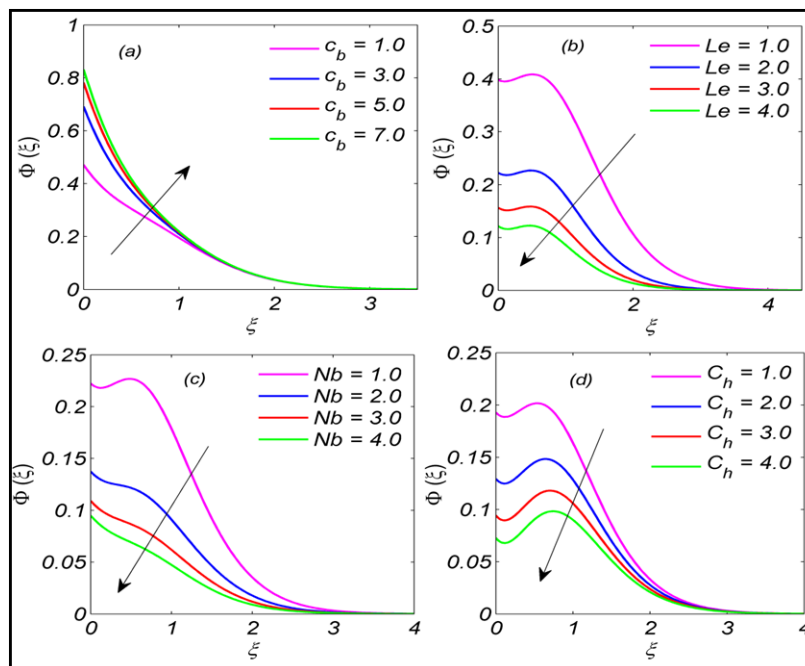 (a)
c_b = 1.0
c_b = 3.0
c_b = 5.0
c_b = 7.0
Φ (ξ)
1
0.8
0.6
0.4
0.2
0
0 1 2 3
ξ
(b)
Le = 1.0
Le = 2.0
Le = 3.0
Le = 4.0
Φ (ξ)
0.5
0.4
0.3
0.2
0.1
0
0 2 4
ξ
(c)
Nb = 1.0
Nb = 2.0
Nb = 3.0
Nb = 4.0
Φ (ξ)
0.25
0.2
0.15
0.1
0.05
0
0 1 2 3 4
ξ
(d)
C_h = 1.0
C_h = 2.0
C_h = 3.0
C_h = 4.0
Φ (ξ)
0.25
0.2
0.15
0.1
0.05
0
0 1 2 3 4
ξ